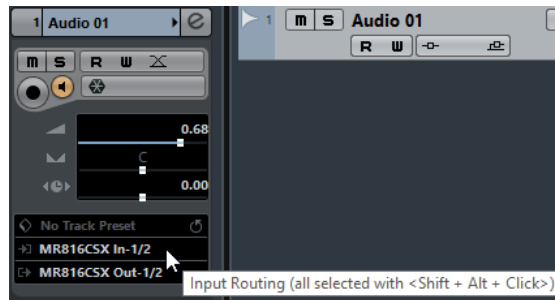 1 Audio 01 e
m s R W
0.68
C
0.00
No Track Preset
MR816CSX In-1/2
MR816CSX Out-1/2
1 m s Audio 01
R W
Input Routing (all selected with <Shift + Alt + Click>)